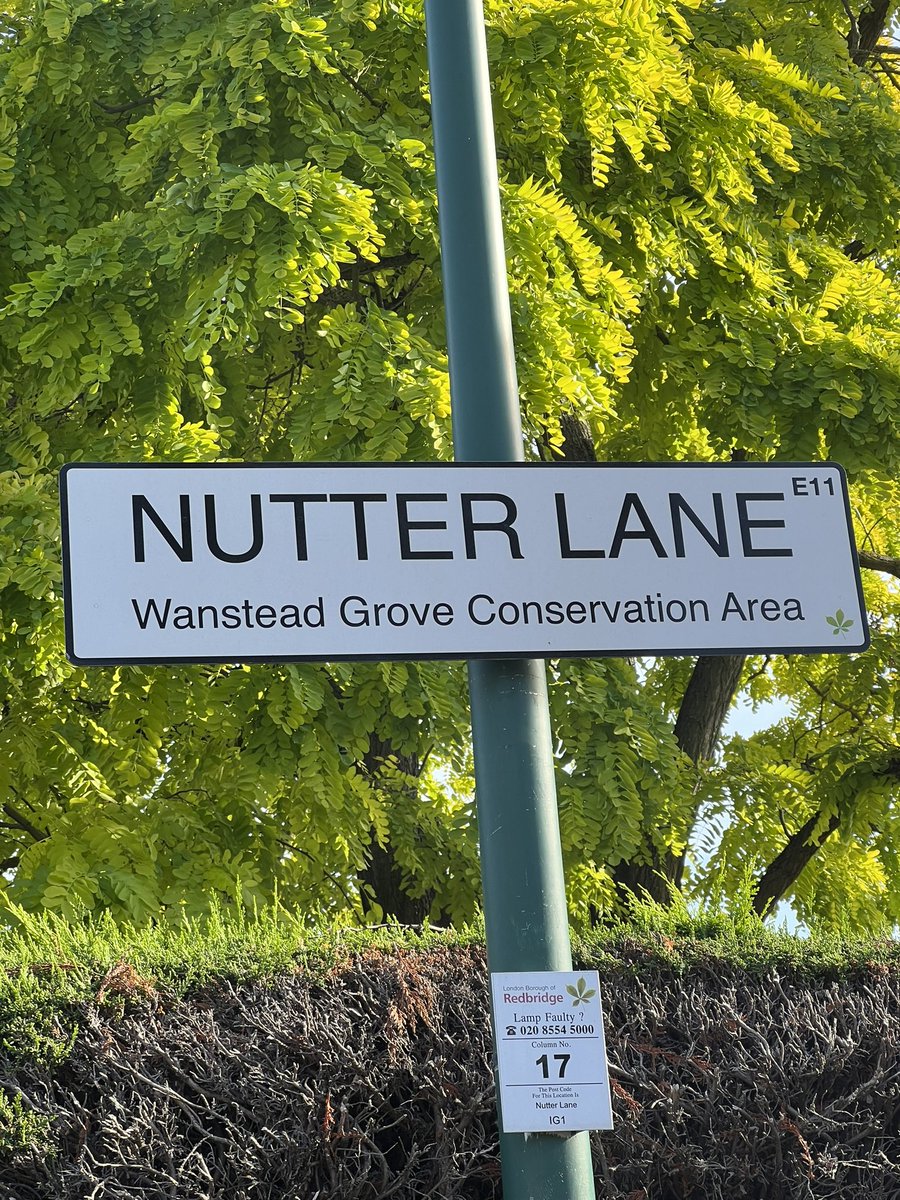 NUTTER LANE E11
Wanstead Grove Conservation Area
London Borough of
Redbridge
Lamp Faulty ?
☎ 020 8554 5000
Column No.
17
The Post Code
For This Location Is
Nutter Lane
IG1